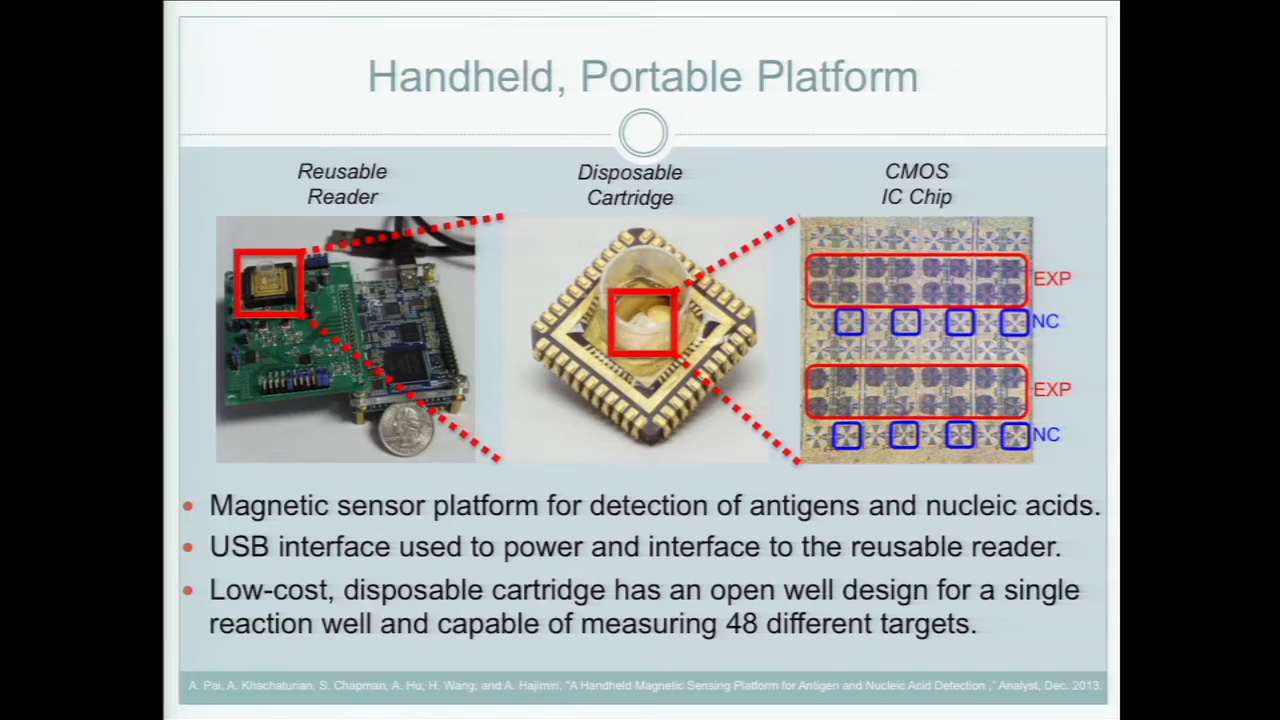 Handheld, Portable Platform
Reusable
Reader
Disposable
Cartridge
CMOS
IC Chip
EXP
NC
EXP
NC
• Magnetic sensor platform for detection of antigens and nucleic acids.
• USB interface used to power and interface to the reusable reader.
• Low-cost, disposable cartridge has an open well design for a single
reaction well and capable of measuring 48 different targets.
A. Pai, A. Khachaturian, S. Chapman, A. Hu, H. Wang, and A. Hajimiri, "A Handheld Magnetic Sensing Platform for Antigen and Nucleic Acid Detection ," Analyst, Dec. 2013.